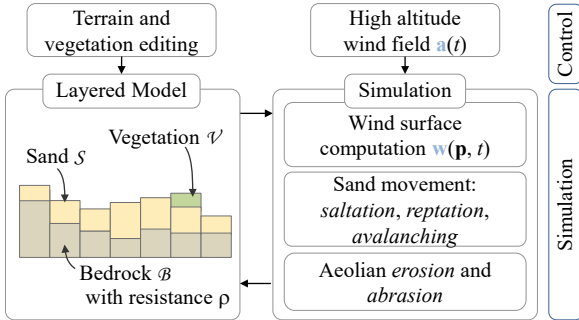 Terrain and
vegetation editing
High altitude
wind field a(t)
Control
Layered Model
Vegetation 𝒱
Sand 𝒮
Bedrock ℬ
with resistance ρ
Simulation
Wind surface
computation w(p, t)
Sand movement:
saltation, reptation,
avalanching
Aeolian erosion and
abrasion
Simulation